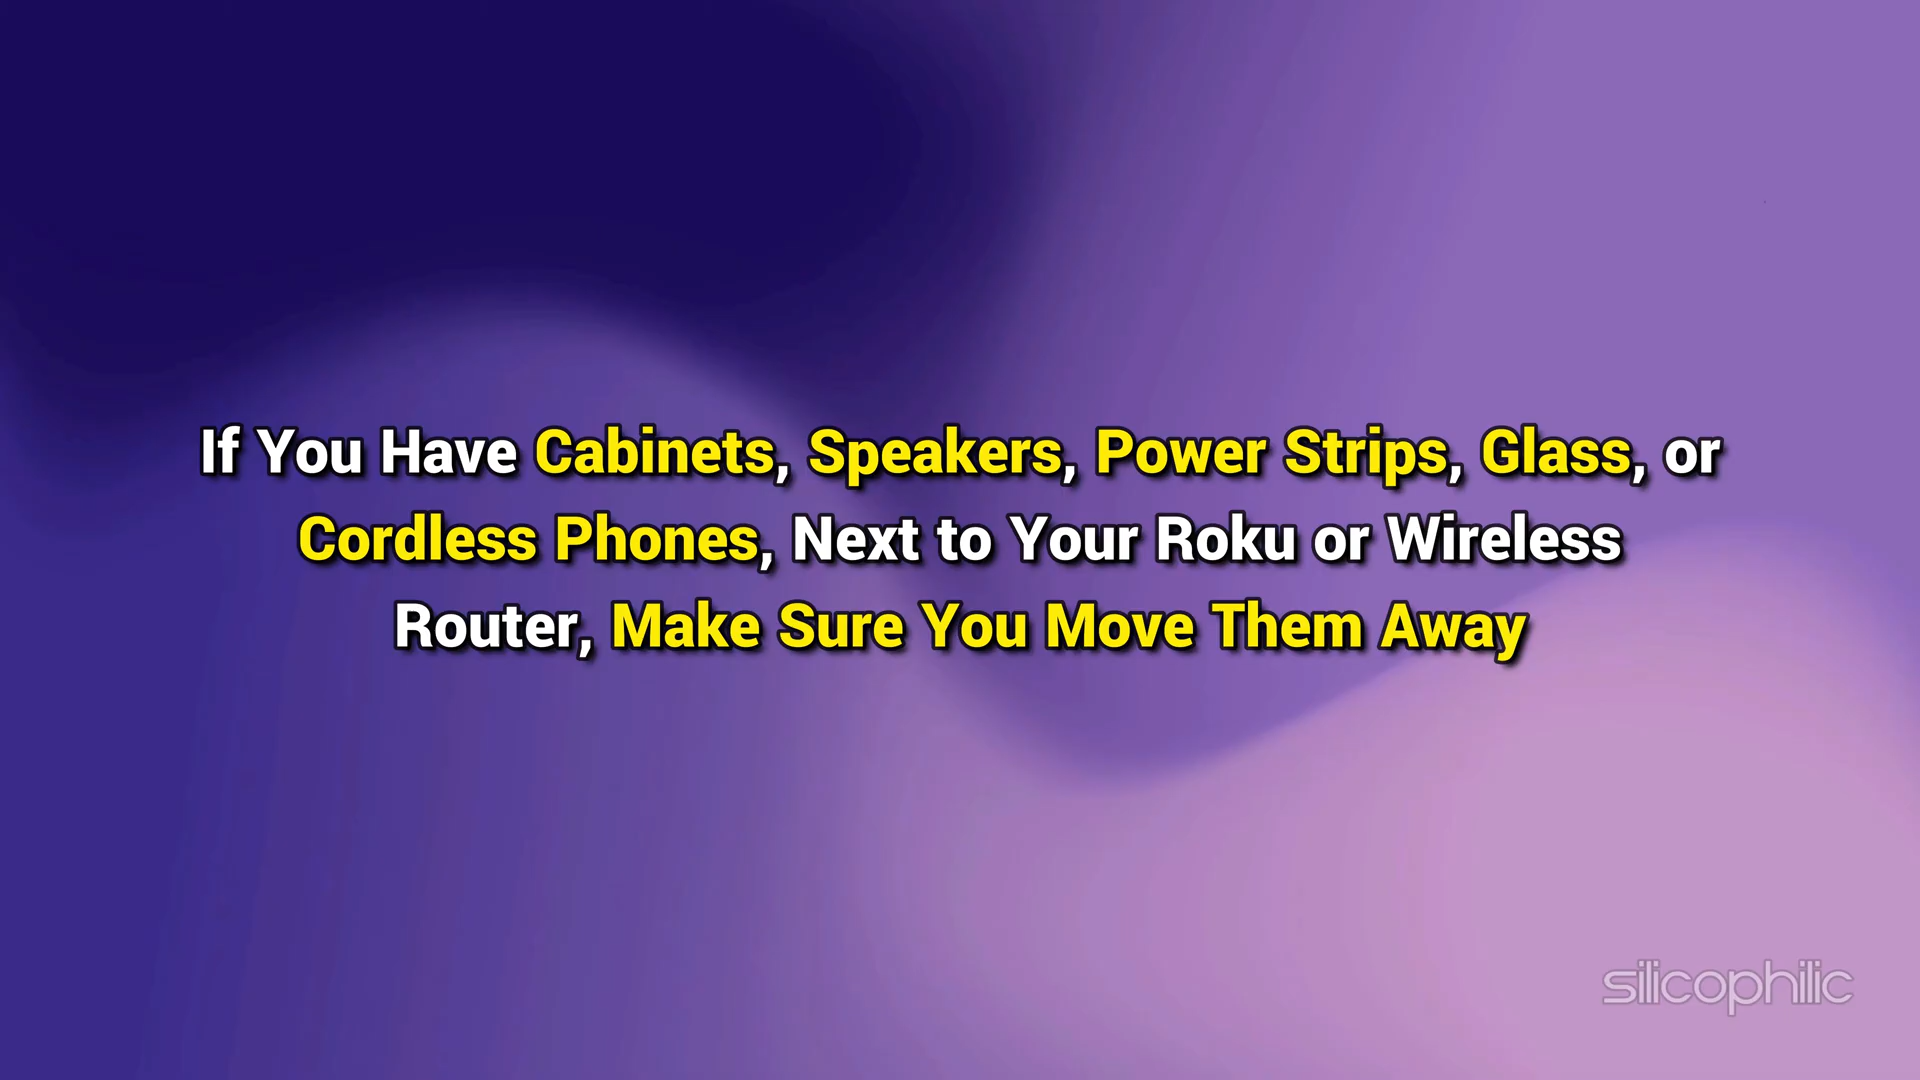 If You Have Cabinets, Speakers, Power Strips, Glass, or
Cordless Phones, Next to Your Roku or Wireless
Router, Make Sure You Move Them Away
silicophilic